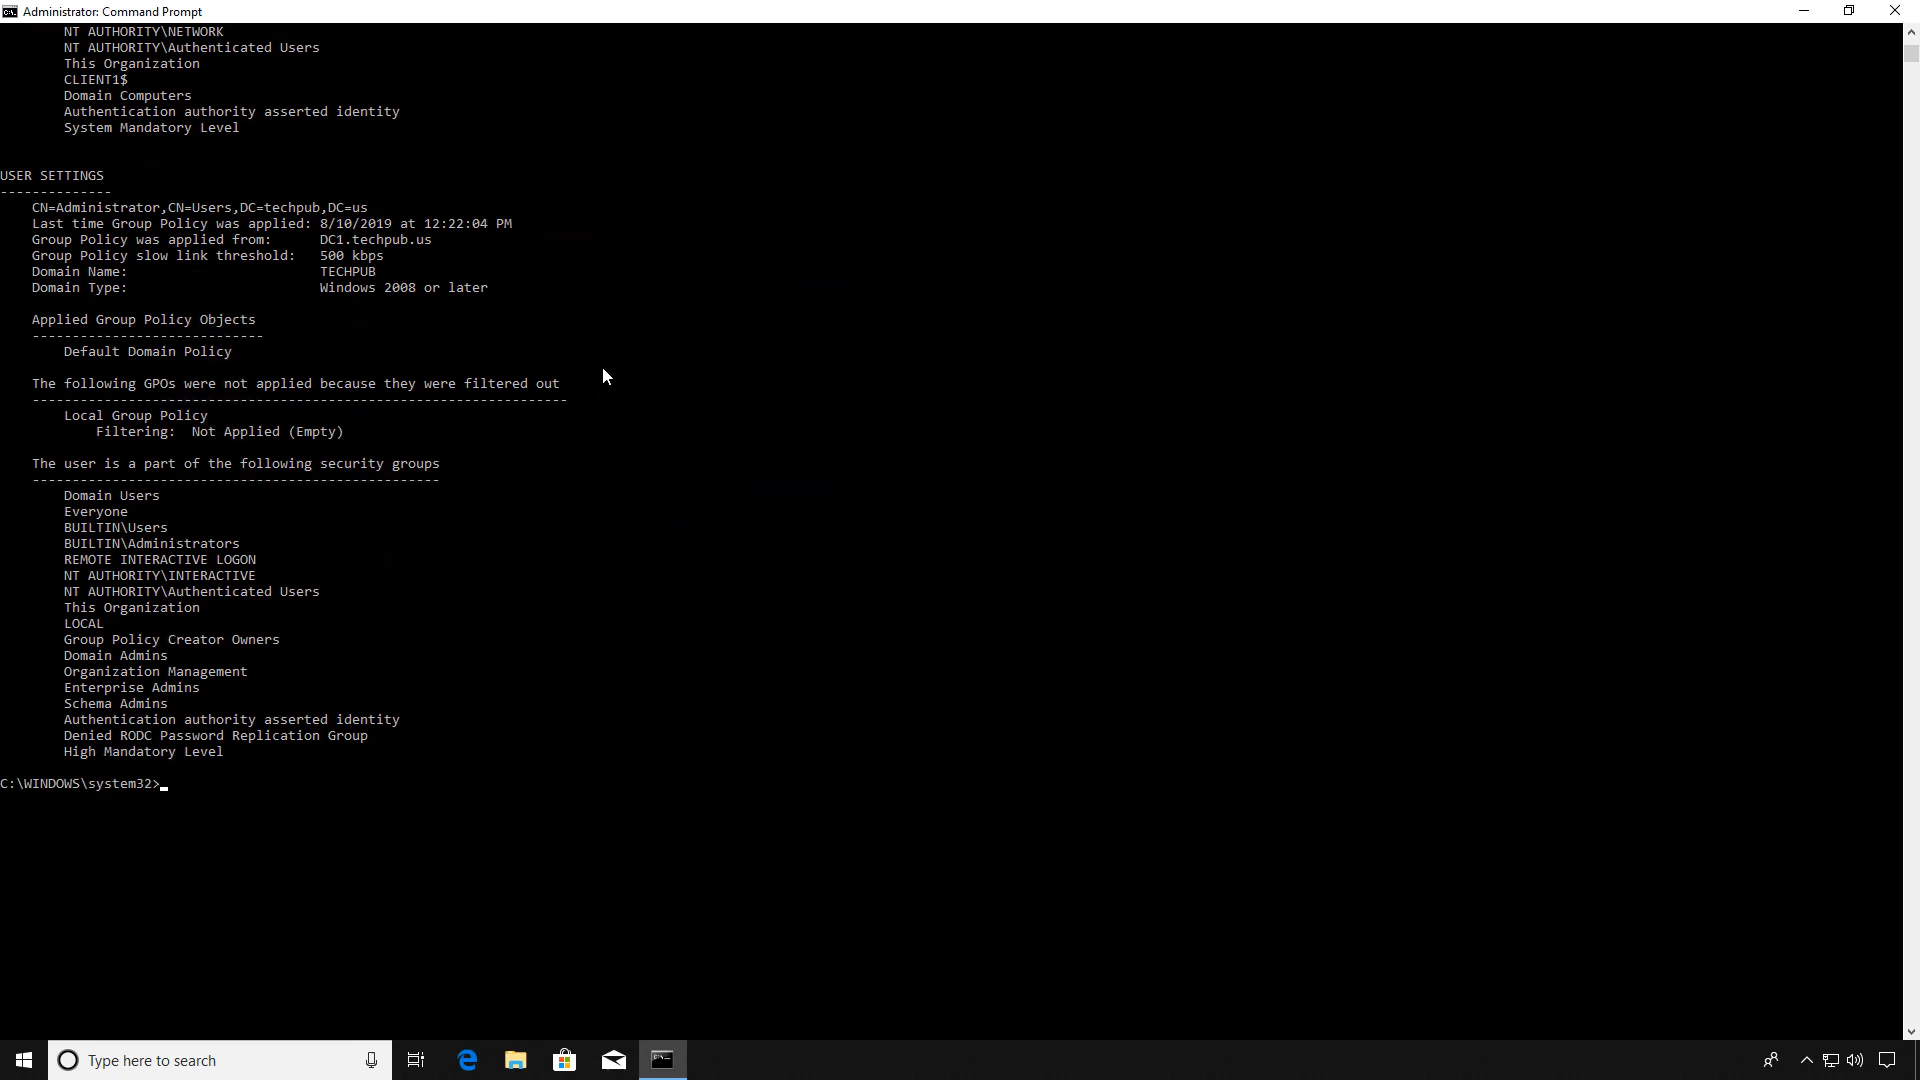 Administrator: Command Prompt
NT AUTHORITY\NETWORK
NT AUTHORITY\Authenticated Users
This Organization
CLIENT1$
Domain Computers
Authentication authority asserted identity
System Mandatory Level
USER SETTINGS
--------------
CN=Administrator,CN=Users,DC=techpub,DC=us
Last time Group Policy was applied: 8/10/2019 at 12:22:04 PM
Group Policy was applied from:      DC1.techpub.us
Group Policy slow link threshold:   500 kbps
Domain Name:                        TECHPUB
Domain Type:                        Windows 2008 or later
Applied Group Policy Objects
-----------------------------
Default Domain Policy
The following GPOs were not applied because they were filtered out
-------------------------------------------------------------------
Local Group Policy
Filtering:  Not Applied (Empty)
The user is a part of the following security groups
---------------------------------------------------
Domain Users
Everyone
BUILTIN\Users
BUILTIN\Administrators
REMOTE INTERACTIVE LOGON
NT AUTHORITY\INTERACTIVE
NT AUTHORITY\Authenticated Users
This Organization
LOCAL
Group Policy Creator Owners
Domain Admins
Organization Management
Enterprise Admins
Schema Admins
Authentication authority asserted identity
Denied RODC Password Replication Group
High Mandatory Level
C:\WINDOWS\system32>
Type here to search